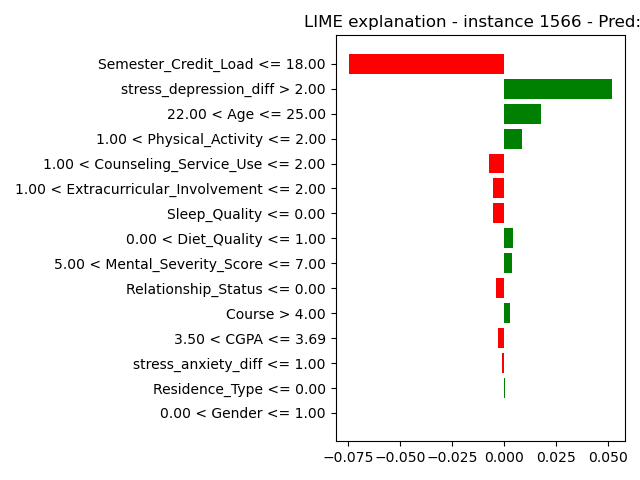 LIME explanation - instance 1566 - Pred:
Semester_Credit_Load <= 18.00
stress_depression_diff > 2.00
22.00 < Age <= 25.00
1.00 < Physical_Activity <= 2.00
1.00 < Counseling_Service_Use <= 2.00
1.00 < Extracurricular_Involvement <= 2.00
Sleep_Quality <= 0.00
0.00 < Diet_Quality <= 1.00
5.00 < Mental_Severity_Score <= 7.00
Relationship_Status <= 0.00
Course > 4.00
3.50 < CGPA <= 3.69
stress_anxiety_diff <= 1.00
Residence_Type <= 0.00
0.00 < Gender <= 1.00
−0.075 −0.050 −0.025 0.000 0.025 0.050